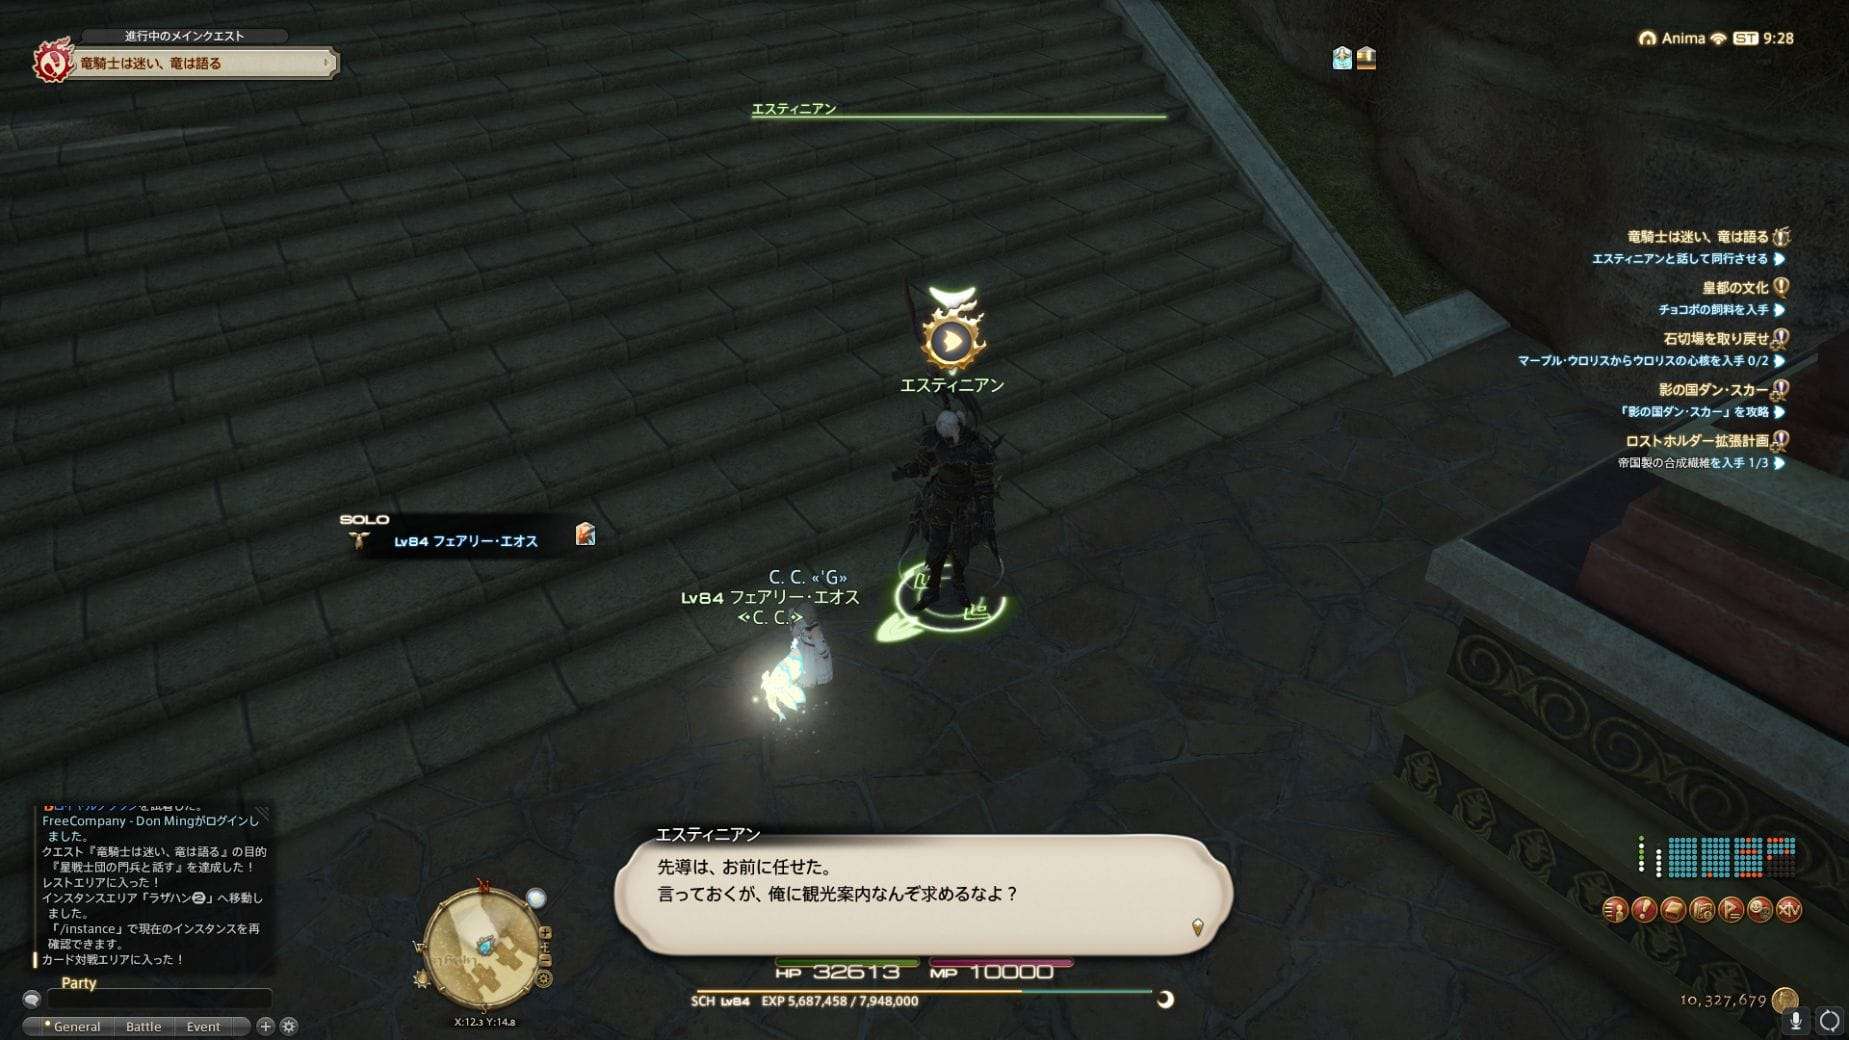 進行中のメインクエスト
竜騎士は迷い、竜は語る
Anima ST 9:28
エスティニアン
竜騎士は迷い、竜は語る
エスティニアンと話して同行させる
皇都の文化
チョコボの飼料を入手
石切場を取り戻せ
マーブル・ウロリスからウロリスの心核を入手 0/2
影の国ダン・スカー
「影の国ダン・スカー」を攻略
ロストホルダー拡張計画
帝国製の合成繊維を入手 1/3
エスティニアン
SOLO
Lv84 フェアリー・エオス
C. C. «'G»
Lv84 フェアリー・エオス
<C. C.>
FreeCompany - Don Mingがログインし
ました。
クエスト『竜騎士は迷い、竜は語る』の目的
『星戦士団の門兵と話す』を達成した！
レストエリアに入った！
インスタンスエリア「ラザハン2」へ移動し
ました。
「/instance」で現在のインスタンスを再
確認できます。
カード対戦エリアに入った！
Party
General Battle Event
N
X:12.3 Y:14.8
エスティニアン
先導は、お前に任せた。
言っておくが、俺に観光案内なんぞ求めるなよ？
HP 32613 MP 10000
SCH Lv84 EXP 5,687,458 / 7,948,000
XIV
10,327,679